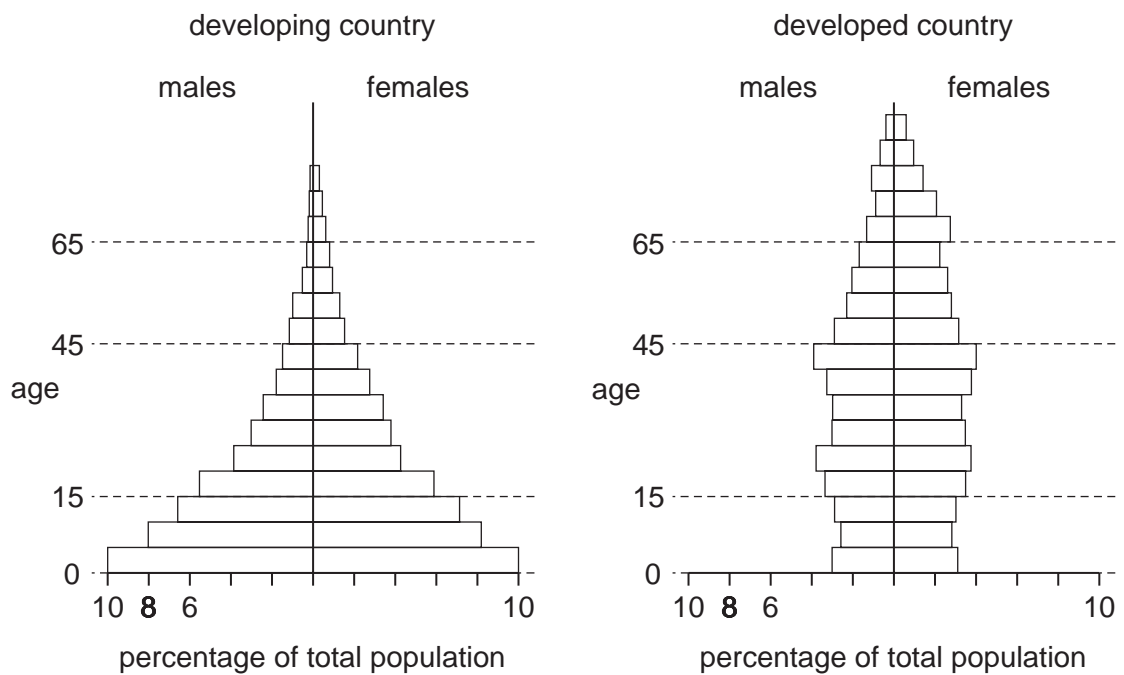 developing country
males females
65
45
age
15
0
10 8 6 10
percentage of total population
developed country
males females
65
45
age
15
0
10 8 6 10
percentage of total population